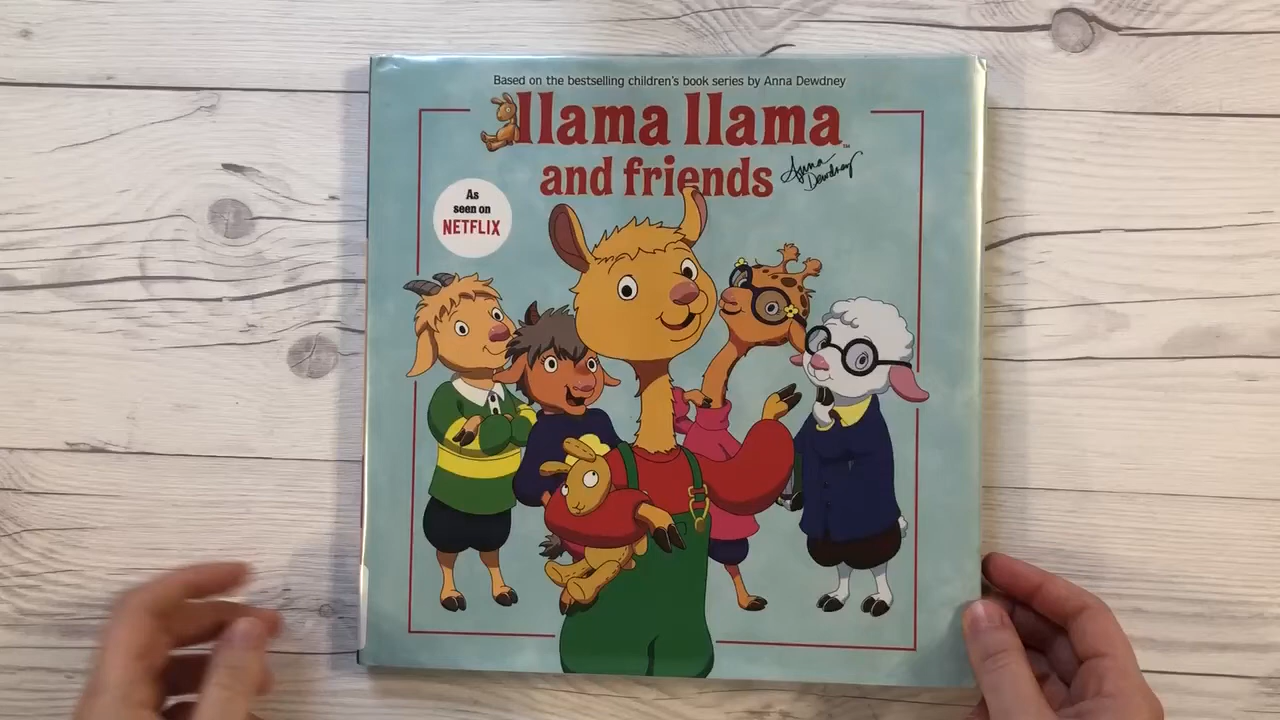 Based on the bestselling children's book series by Anna Dewdney
llama llama™
and friends
Anna
Dewdney
As
seen on
NETFLIX